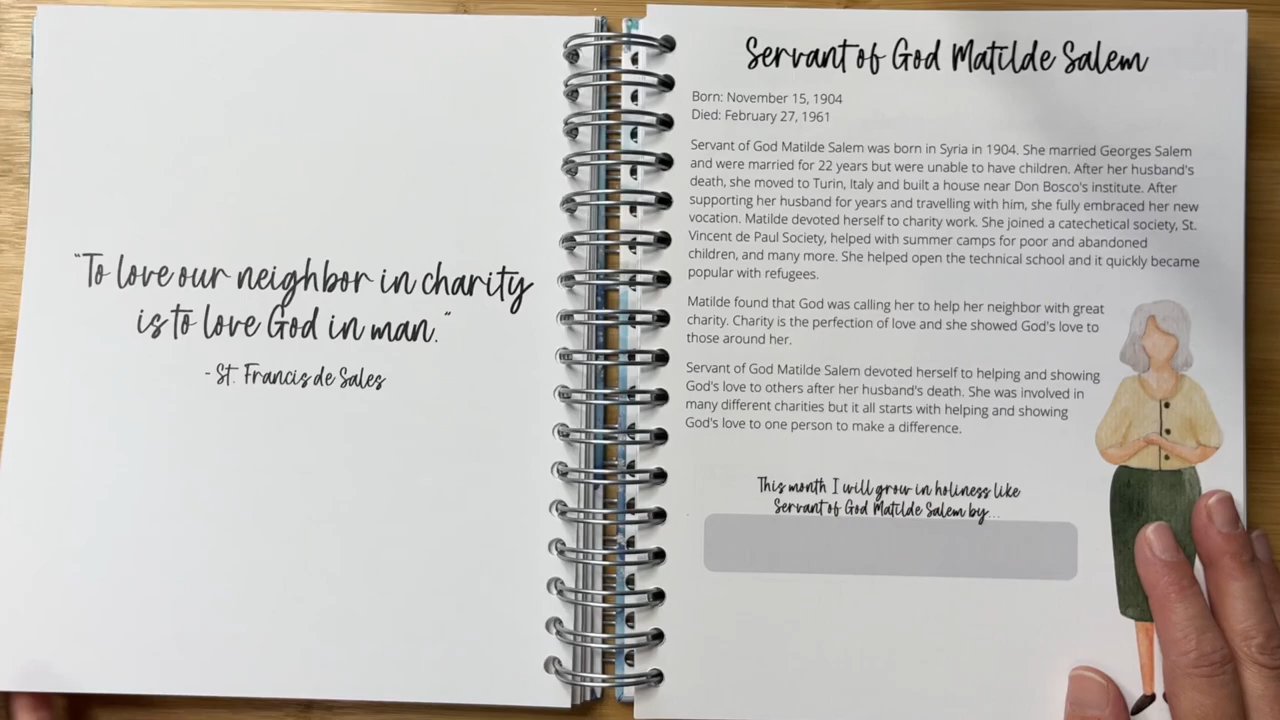 "To love our neighbor in charity
is to love God in man."
- St. Francis de Sales
Servant of God Matilde Salem
Born: November 15, 1904
Died: February 27, 1961
Servant of God Matilde Salem was born in Syria in 1904. She married Georges Salem
and were married for 22 years but were unable to have children. After her husband's
death, she moved to Turin, Italy and built a house near Don Bosco's institute. After
supporting her husband for years and travelling with him, she fully embraced her new
vocation. Matilde devoted herself to charity work. She joined a catechetical society, St.
Vincent de Paul Society, helped with summer camps for poor and abandoned
children, and many more. She helped open the technical school and it quickly became
popular with refugees.
Matilde found that God was calling her to help her neighbor with great
charity. Charity is the perfection of love and she showed God's love to
those around her.
Servant of God Matilde Salem devoted herself to helping and showing
God's love to others after her husband's death. She was involved in
many different charities but it all starts with helping and showing
God's love to one person to make a difference.
This month I will grow in holiness like
Servant of God Matilde Salem by...